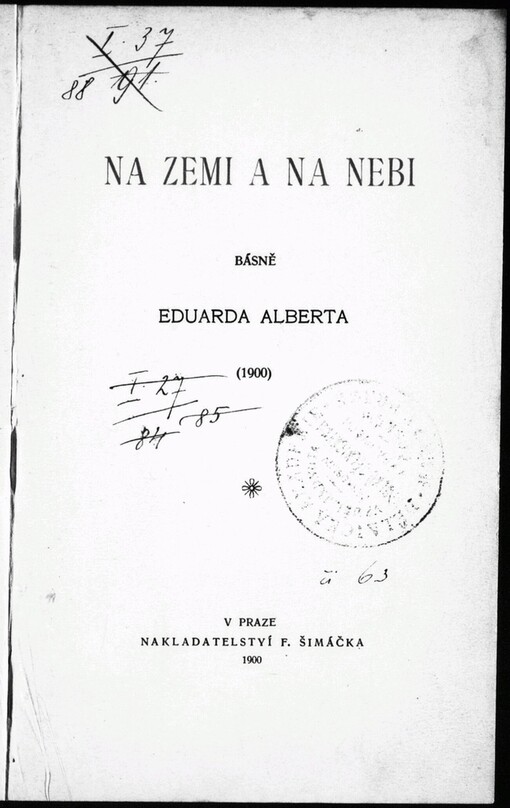 I. 37
88 91.
NA ZEMI A NA NEBI
BÁSNĚ
EDUARDA ALBERTA
(1900)
I. 27
84 85
č 63
V PRAZE
NAKLADATELSTVÍ F. ŠIMÁČKA
1900